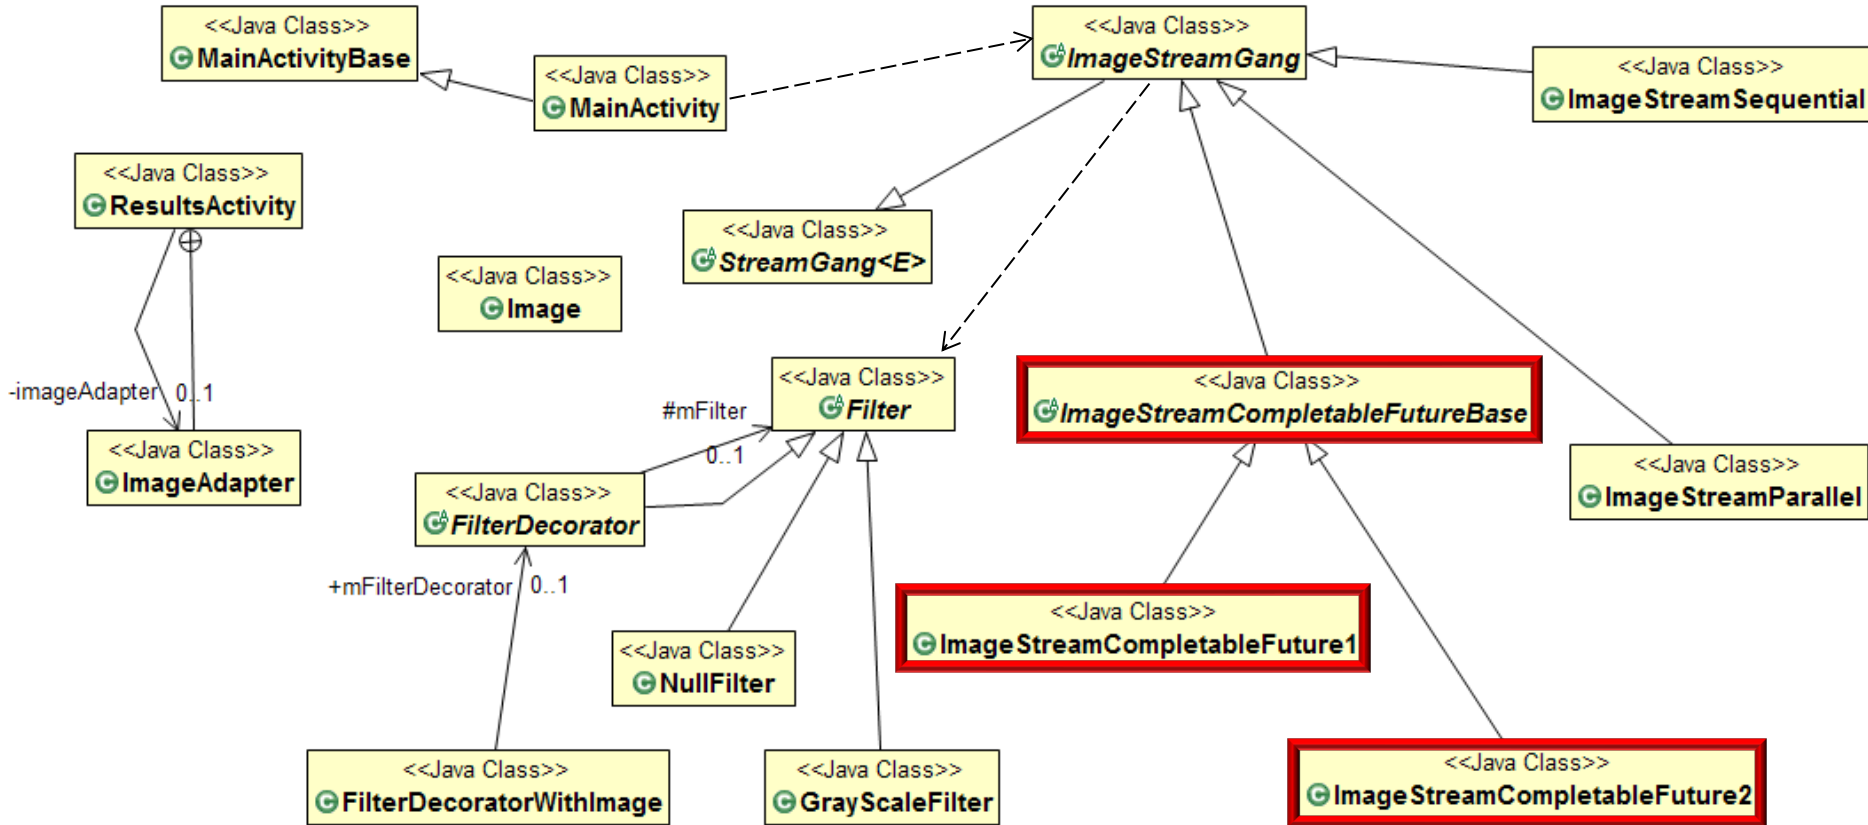 <<Java Class>>
MainActivityBase
<<Java Class>>
MainActivity
<<Java Class>>
ImageStreamGang
<<Java Class>>
ImageStreamSequential
<<Java Class>>
ResultsActivity
<<Java Class>>
StreamGang<E>
<<Java Class>>
Image
-imageAdapter 0..1
<<Java Class>>
ImageAdapter
<<Java Class>>
Filter
#mFilter
0..1
<<Java Class>>
ImageStreamCompletableFutureBase
<<Java Class>>
ImageStreamParallel
<<Java Class>>
FilterDecorator
+mFilterDecorator 0..1
<<Java Class>>
ImageStreamCompletableFuture1
<<Java Class>>
NullFilter
<<Java Class>>
FilterDecoratorWithImage
<<Java Class>>
GrayScaleFilter
<<Java Class>>
ImageStreamCompletableFuture2